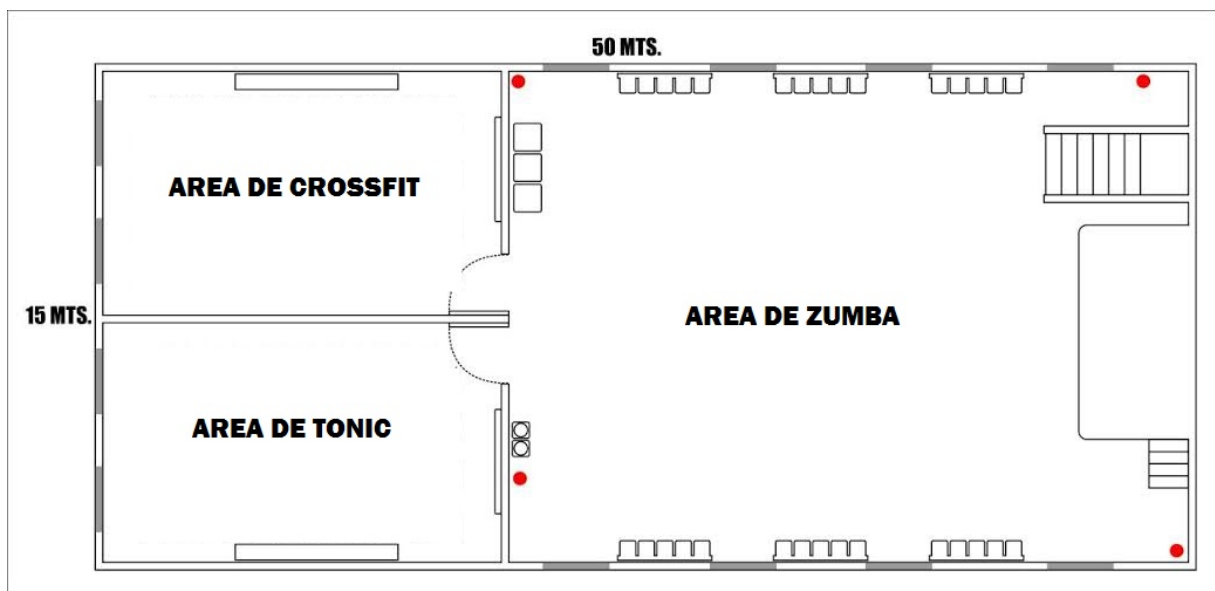 50 MTS.
AREA DE CROSSFIT
15 MTS.
AREA DE ZUMBA
AREA DE TONIC